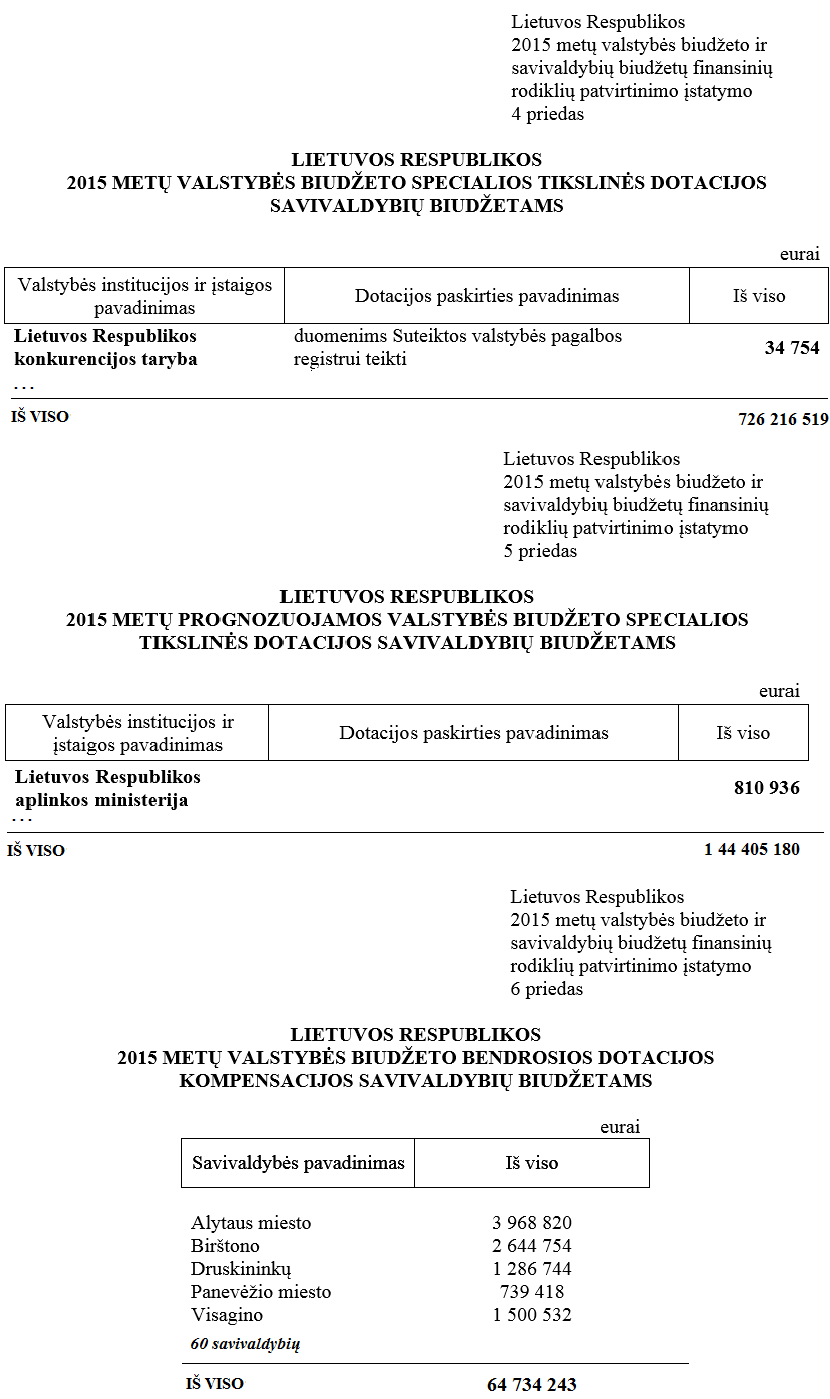 Lietuvos Respublikos
2015 metų valstybės biudžeto ir
savivaldybių biudžetų finansinių
rodiklių patvirtinimo įstatymo
4 priedas
LIETUVOS RESPUBLIKOS
2015 METŲ VALSTYBĖS BIUDŽETO SPECIALIOS TIKSLINĖS DOTACIJOS
SAVIVALDYBIŲ BIUDŽETAMS
eurai
Valstybės institucijos ir įstaigos
pavadinimas
Dotacijos paskirties pavadinimas
Iš viso
Lietuvos Respublikos
konkurencijos taryba
duomenims Suteiktos valstybės pagalbos
registrui teikti
34 754
...
IŠ VISO
726 216 519
Lietuvos Respublikos
2015 metų valstybės biudžeto ir
savivaldybių biudžetų finansinių
rodiklių patvirtinimo įstatymo
5 priedas
LIETUVOS RESPUBLIKOS
2015 METŲ PROGNOZUOJAMOS VALSTYBĖS BIUDŽETO SPECIALIOS
TIKSLINĖS DOTACIJOS SAVIVALDYBIŲ BIUDŽETAMS
eurai
Valstybės institucijos ir
įstaigos pavadinimas
Dotacijos paskirties pavadinimas
Iš viso
Lietuvos Respublikos
aplinkos ministerija
810 936
...
IŠ VISO
1 44 405 180
Lietuvos Respublikos
2015 metų valstybės biudžeto ir
savivaldybių biudžetų finansinių
rodiklių patvirtinimo įstatymo
6 priedas
LIETUVOS RESPUBLIKOS
2015 METŲ VALSTYBĖS BIUDŽETO BENDROSIOS DOTACIJOS
KOMPENSACIJOS SAVIVALDYBIŲ BIUDŽETAMS
eurai
Savivaldybės pavadinimas
Iš viso
Alytaus miesto 3 968 820
Birštono 2 644 754
Druskininkų 1 286 744
Panevėžio miesto 739 418
Visagino 1 500 532
60 savivaldybių
IŠ VISO 64 734 243